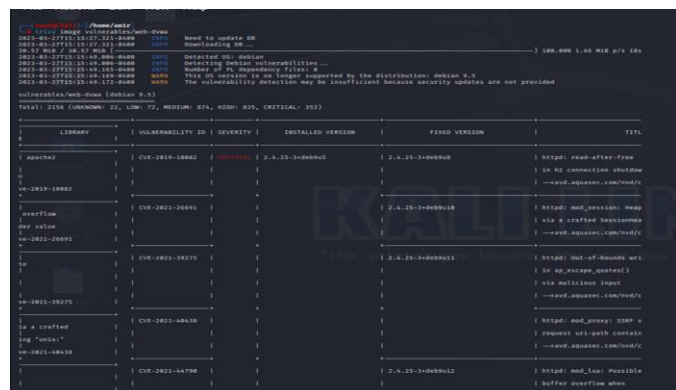 (root@kali)-[/home/amir]
# trivy image vulnerables/web-dvwa
2023-03-27T15:15:27.321-0400 INFO Need to update DB
2023-03-27T15:15:27.321-0400 INFO Downloading DB...
30.57 MiB / 30.57 MiB [---] 100.00% 1.66 MiB p/s 18s
2023-03-27T15:15:49.006-0400 INFO Detected OS: debian
2023-03-27T15:15:49.006-0400 INFO Detecting Debian vulnerabilities...
2023-03-27T15:15:49.165-0400 INFO Number of PL dependency files: 0
2023-03-27T15:15:49.169-0400 WARN This OS version is no longer supported by the distribution: debian 9.5
2023-03-27T15:15:49.172-0400 WARN The vulnerability detection may be insufficient because security updates are not provided
vulnerables/web-dvwa (debian 9.5)
Total: 2156 (UNKNOWN: 22, LOW: 72, MEDIUM: 874, HIGH: 835, CRITICAL: 353)
| LIBRARY | VULNERABILITY ID | SEVERITY | INSTALLED VERSION | FIXED VERSION | TITL
E |
| apache2 | CVE-2019-10082 | CRITICAL | 2.4.25-3+deb9u5 | 2.4.25-3+deb9u8 | httpd: read-after-free
| in h2 connection shutdow
n |
| -->avd.aquasec.com/nvd/c
ve-2019-10082 |
| CVE-2021-26691 | 2.4.25-3+deb9u10 | httpd: mod_session: Heap
overflow | via a crafted SessionHea
der value |
| -->avd.aquasec.com/nvd/c
ve-2021-26691 |
| CVE-2021-39275 | 2.4.25-3+deb9u11 | httpd: Out-of-bounds wri
te | in ap_escape_quotes()
| via malicious input
| -->avd.aquasec.com/nvd/c
ve-2021-39275 |
| CVE-2021-40438 | httpd: mod_proxy: SSRF v
ia a crafted | request uri-path contain
ing "unix:" |
| -->avd.aquasec.com/nvd/c
ve-2021-40438 |
| CVE-2021-44790 | 2.4.25-3+deb9u12 | httpd: mod_lua: Possible
| buffer overflow when
KALI LIN
"the qu